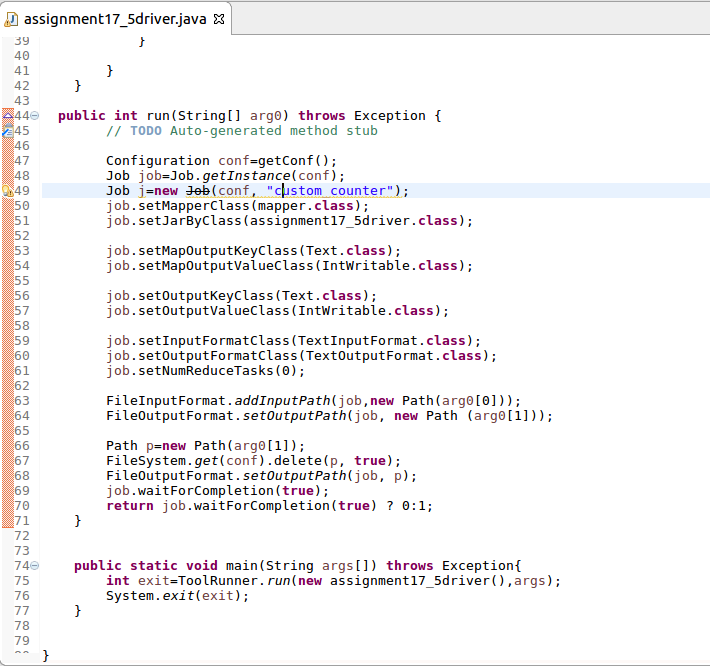 assignment17_5driver.java
39 }
40
41 }
42 }
43
44 public int run(String[] arg0) throws Exception {
45 // TODO Auto-generated method stub
46
47 Configuration conf=getConf();
48 Job job=Job.getInstance(conf);
49 Job j=new Job(conf, "custom_counter");
50 job.setMapperClass(mapper.class);
51 job.setJarByClass(assignment17_5driver.class);
52
53 job.setMapOutputKeyClass(Text.class);
54 job.setMapOutputValueClass(IntWritable.class);
55
56 job.setOutputKeyClass(Text.class);
57 job.setOutputValueClass(IntWritable.class);
58
59 job.setInputFormatClass(TextInputFormat.class);
60 job.setOutputFormatClass(TextOutputFormat.class);
61 job.setNumReduceTasks(0);
62
63 FileInputFormat.addInputPath(job,new Path(arg0[0]));
64 FileOutputFormat.setOutputPath(job, new Path (arg0[1]));
65
66 Path p=new Path(arg0[1]);
67 FileSystem.get(conf).delete(p, true);
68 FileOutputFormat.setOutputPath(job, p);
69 job.waitForCompletion(true);
70 return job.waitForCompletion(true) ? 0:1;
71 }
72
73
74 public static void main(String args[]) throws Exception{
75 int exit=ToolRunner.run(new assignment17_5driver(),args);
76 System.exit(exit);
77 }
78
79
80 }